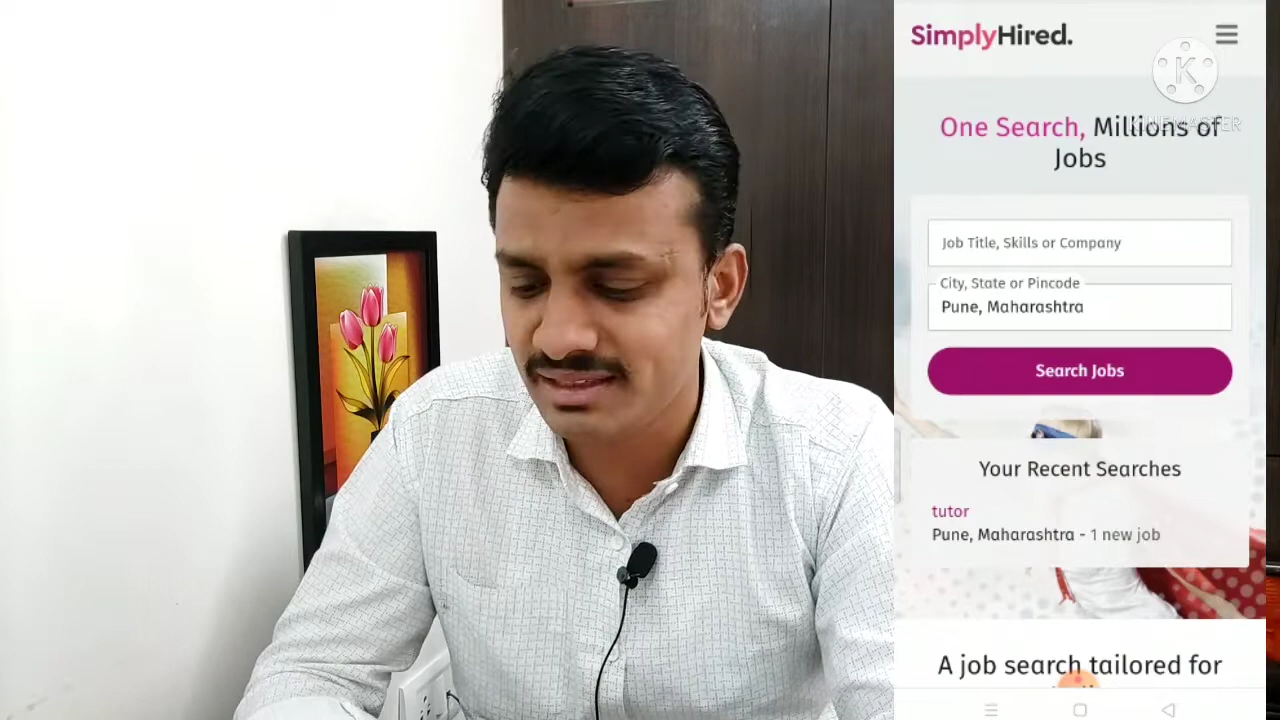 SimplyHired.
K
KINEMASTER
One Search, Millions of
Jobs
Job Title, Skills or Company
City, State or Pincode
Pune, Maharashtra
Search Jobs
Your Recent Searches
tutor
Pune, Maharashtra - 1 new job
A job search tailored for